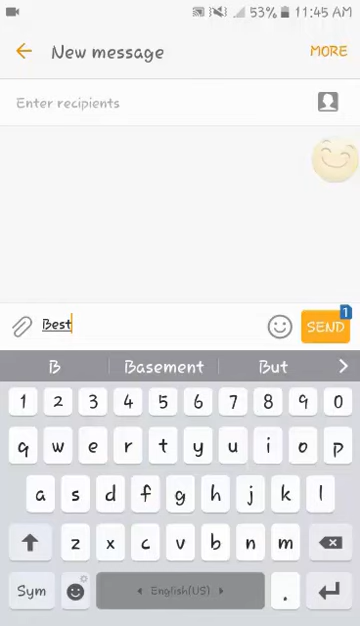 53% 11:45 AM
New message MORE
Enter recipients
Best SEND 1
B Basement But
1 2 3 4 5 6 7 8 9 0
q w e r t y u i o p
a s d f g h j k l
z x c v b n m
Sym English(US) .